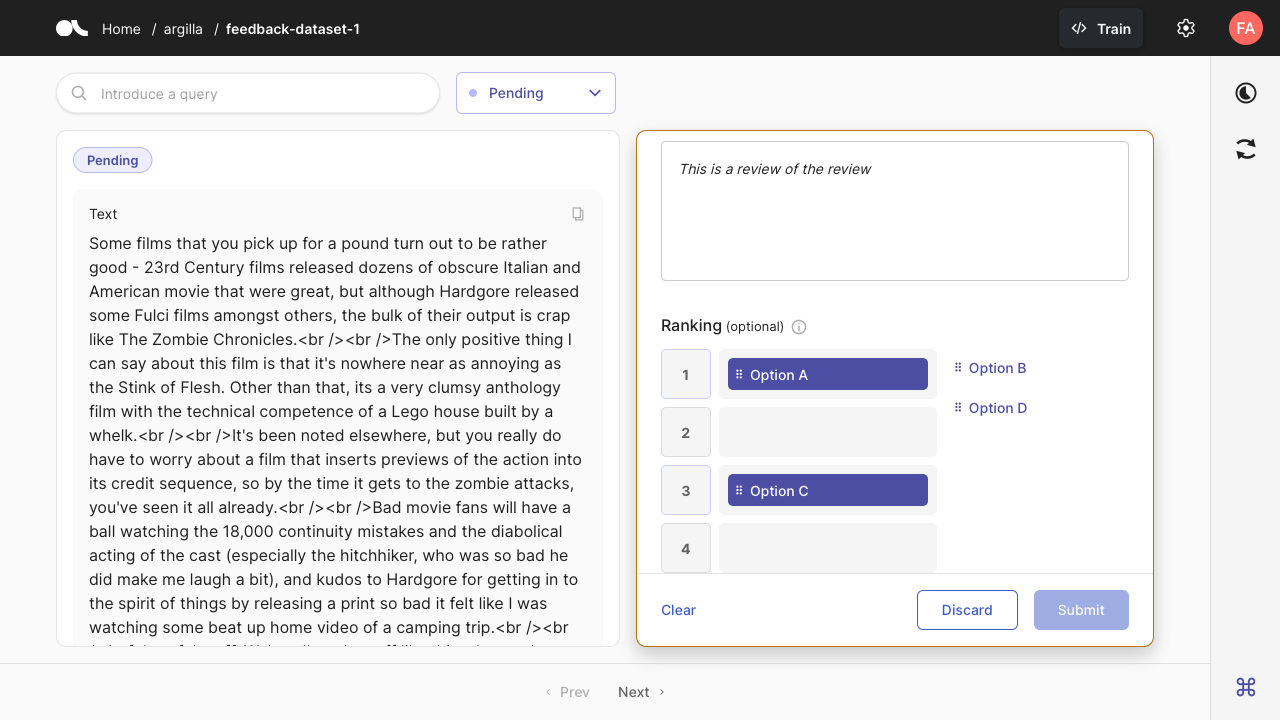 Home / argilla / feedback-dataset-1
Train
FA
Introduce a query
Pending
Pending
Text
Some films that you pick up for a pound turn out to be rather
good - 23rd Century films released dozens of obscure Italian and
American movie that were great, but although Hardgore released
some Fulci films amongst others, the bulk of their output is crap
like The Zombie Chronicles.<br /><br />The only positive thing I
can say about this film is that it's nowhere near as annoying as
the Stink of Flesh. Other than that, its a very clumsy anthology
film with the technical competence of a Lego house built by a
whelk.<br /><br />It's been noted elsewhere, but you really do
have to worry about a film that inserts previews of the action into
its credit sequence, so by the time it gets to the zombie attacks,
you've seen it all already.<br /><br />Bad movie fans will have a
ball watching the 18,000 continuity mistakes and the diabolical
acting of the cast (especially the hitchhiker, who was so bad he
did make me laugh a bit), and kudos to Hardgore for getting in to
the spirit of things by releasing a print so bad it felt like I was
watching some beat up home video of a camping trip.<br /><br
This is a review of the review
Ranking (optional)
1
Option A
2
3
Option C
4
Option B
Option D
Clear
Discard
Submit
Prev
Next